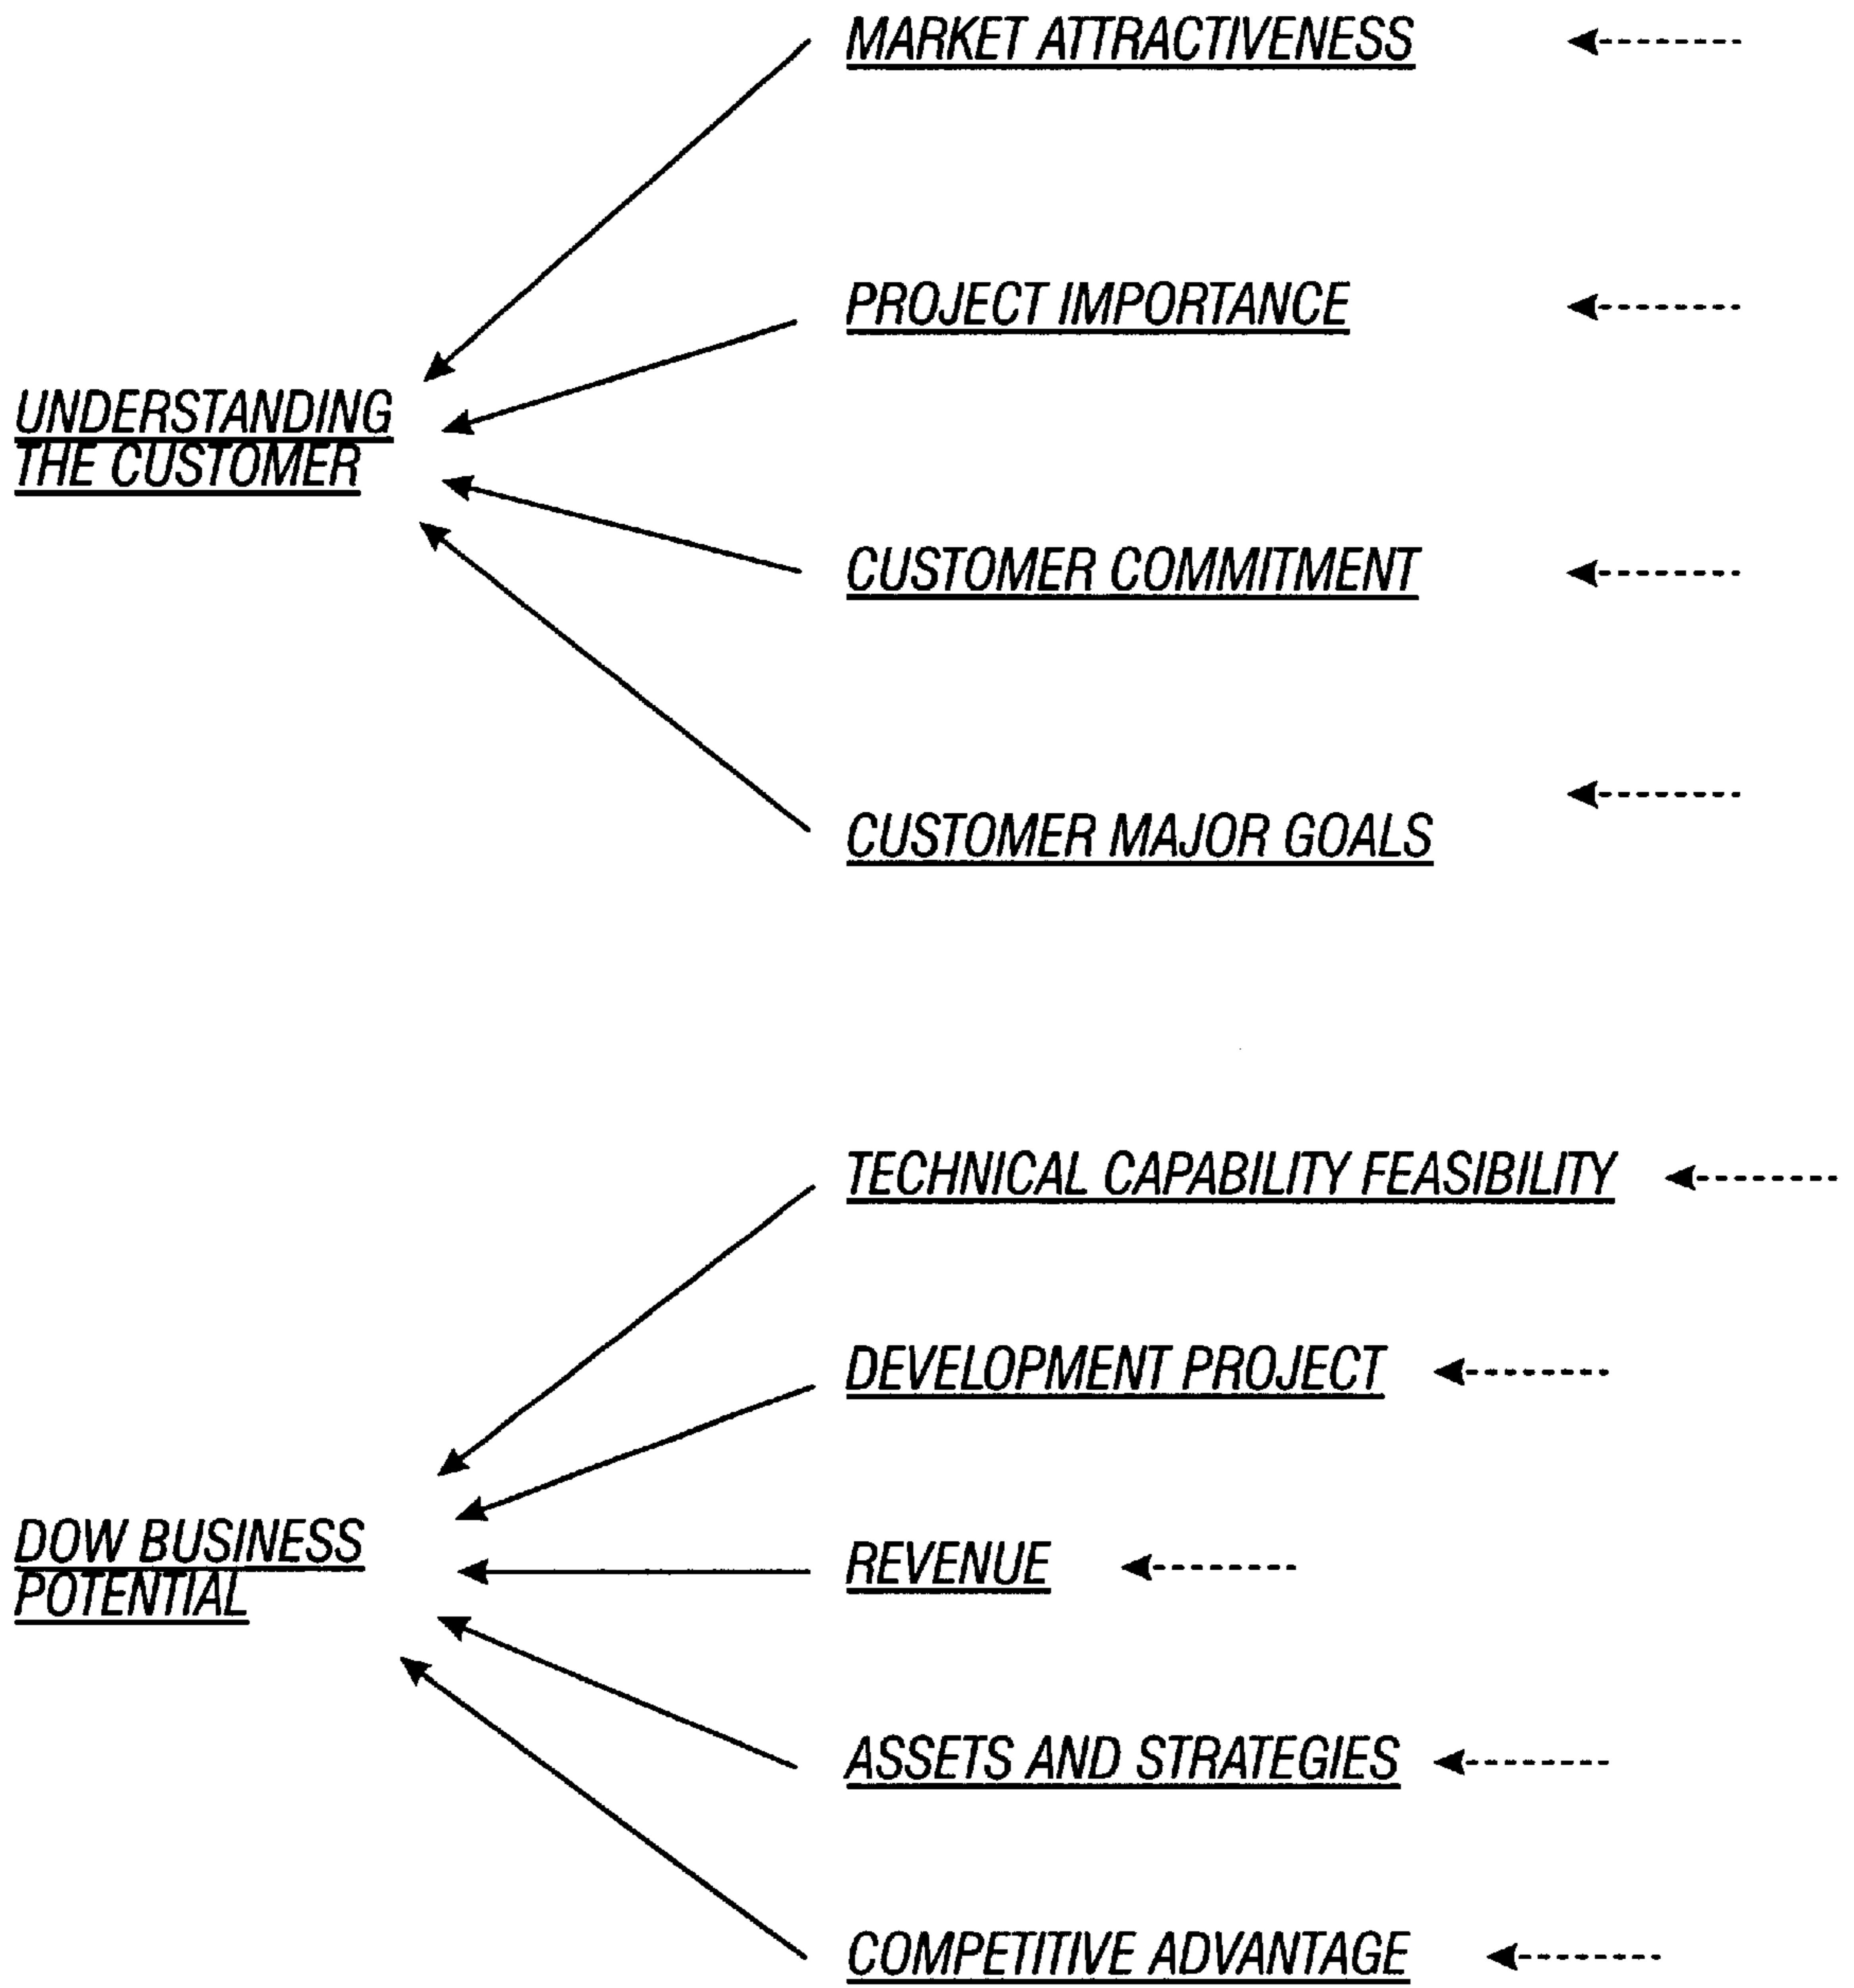 MARKET ATTRACTIVENESS
PROJECT IMPORTANCE
UNDERSTANDING
THE CUSTOMER
CUSTOMER COMMITMENT
CUSTOMER MAJOR GOALS
TECHNICAL CAPABILITY FEASIBILITY
DEVELOPMENT PROJECT
DOW BUSINESS
POTENTIAL
REVENUE
ASSETS AND STRATEGIES
COMPETITIVE ADVANTAGE